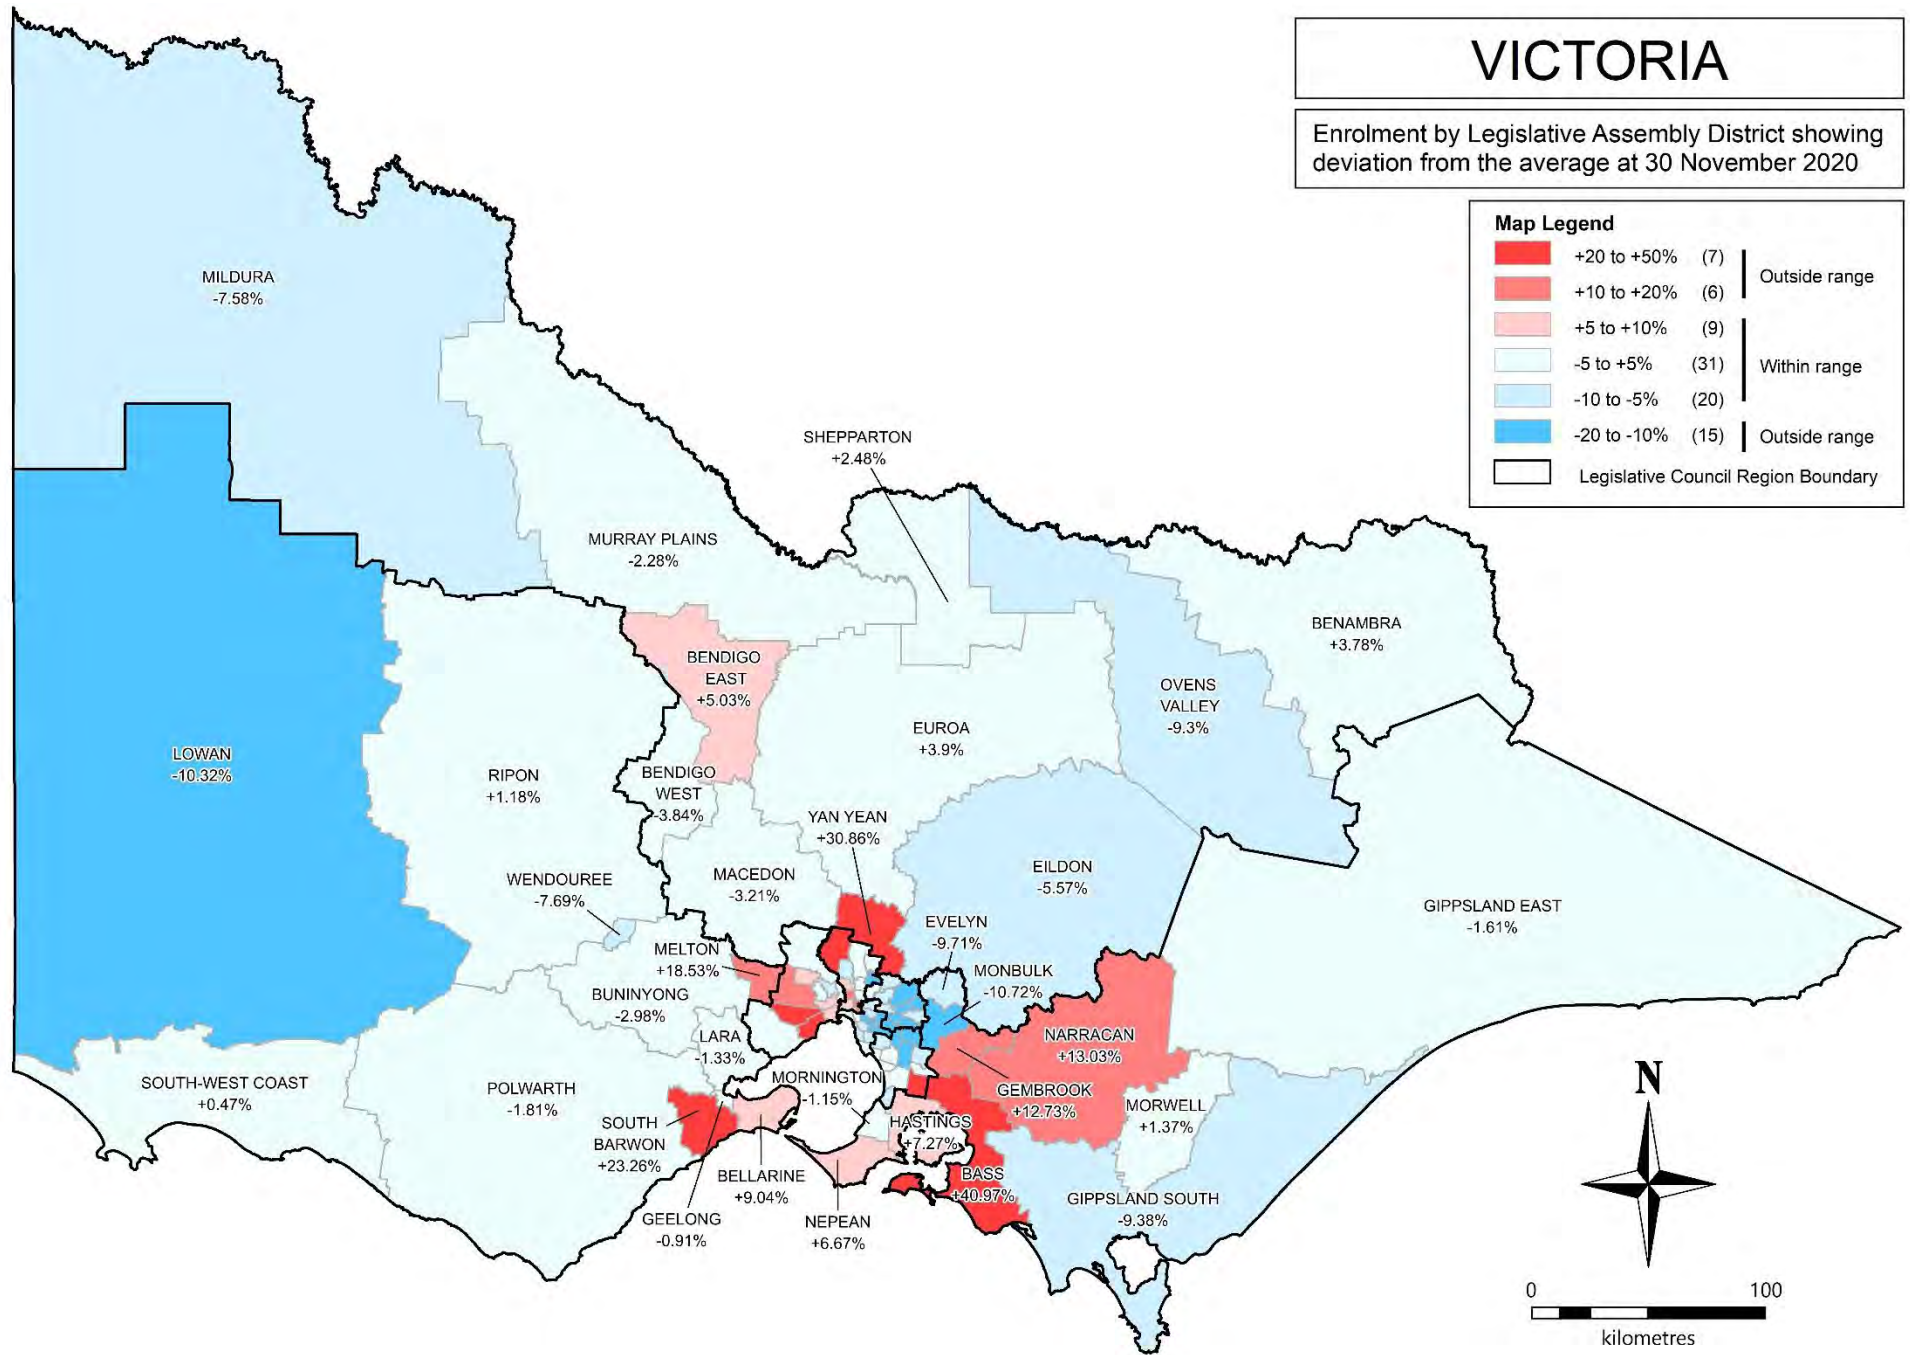 VICTORIA
Enrolment by Legislative Assembly District showing
deviation from the average at 30 November 2020
Map Legend
+20 to +50% (7)
Outside range
+10 to +20% (6)
+5 to +10% (9)
-5 to +5% (31)
Within range
-10 to -5% (20)
-20 to -10% (15)
Outside range
Legislative Council Region Boundary
MILDURA
-7.58%
SHEPPARTON
+2.48%
MURRAY PLAINS
-2.28%
BENAMBRA
+3.78%
BENDIGO
EAST
+5.03%
OVENS
VALLEY
-9.3%
EUROA
+3.9%
LOWAN
-10.32%
RIPON
+1.18%
BENDIGO
WEST
-3.84%
YAN YEAN
+30.86%
EILDON
-5.57%
MACEDON
-3.21%
WENDOUREE
-7.69%
GIPPSLAND EAST
-1.61%
EVELYN
-9.71%
MELTON
+18.53%
MONBULK
-10.72%
BUNINYONG
-2.98%
LARA
-1.33%
NARRACAN
+13.03%
SOUTH-WEST COAST
+0.47%
POLWARTH
-1.81%
MORNINGTON
-1.15%
GEMBROOK
+12.73%
MORWELL
+1.37%
SOUTH
BARWON
+23.26%
HASTINGS
+7.27%
BELLARINE
+9.04%
BASS
+40.97%
GIPPSLAND SOUTH
-9.38%
GEELONG
-0.91%
NEPEAN
+6.67%
N
0 100
kilometres